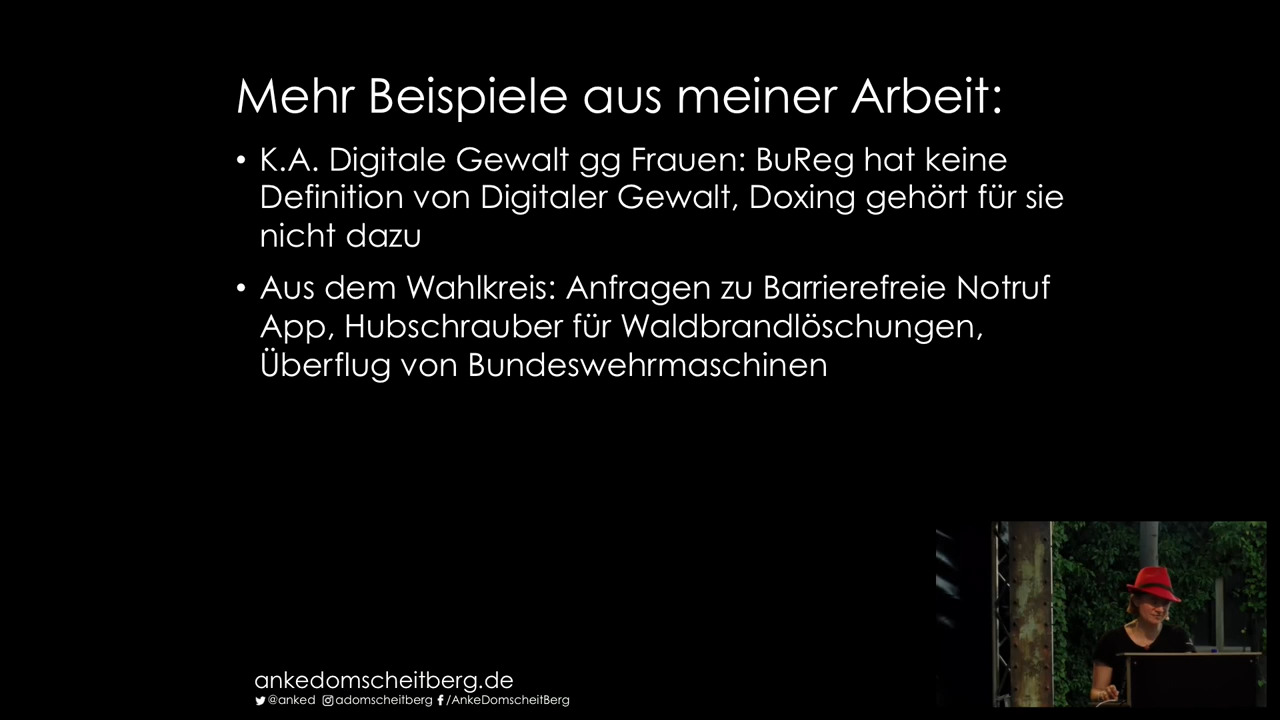 Mehr Beispiele aus meiner Arbeit:
• K.A. Digitale Gewalt gg Frauen: BuReg hat keine
Definition von Digitaler Gewalt, Doxing gehört für sie
nicht dazu
• Aus dem Wahlkreis: Anfragen zu Barrierefreie Notruf
App, Hubschrauber für Waldbrandlöschungen,
Überflug von Bundeswehrmaschinen
ankedomscheitberg.de
@anked adomscheitberg /AnkeDomscheitBerg